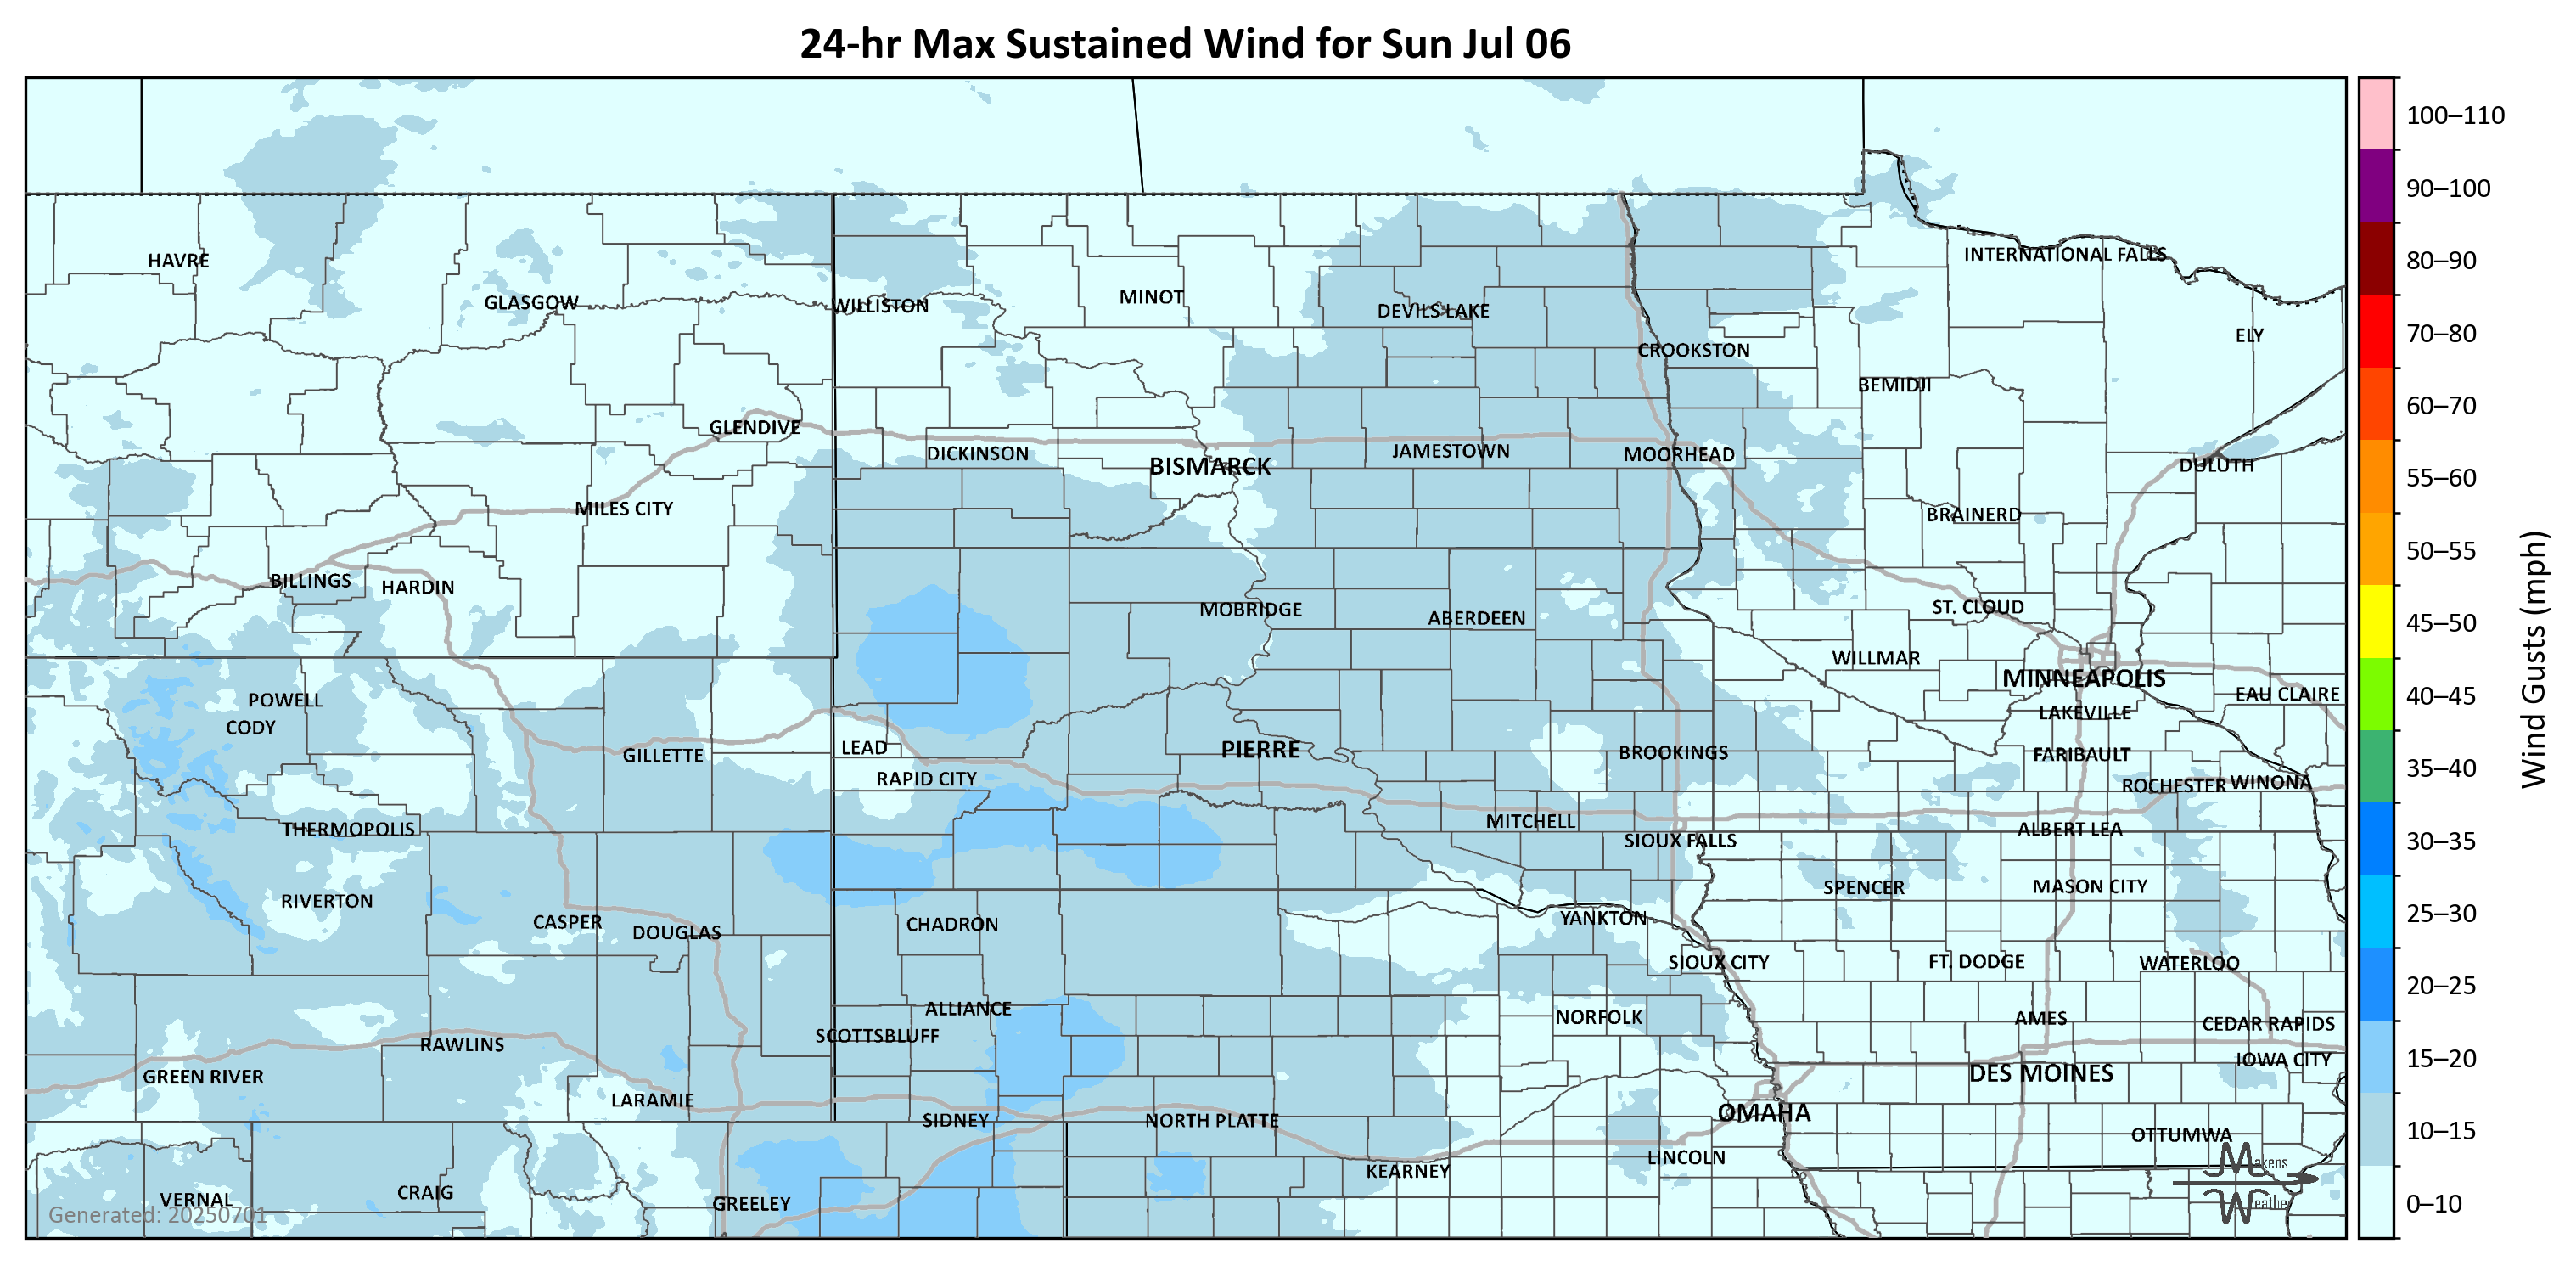 24-hr Max Sustained Wind for Sun Jul 06
100–110
90–100
80–90
70–80
60–70
55–60
50–55
45–50
40–45
35–40
30–35
25–30
20–25
15–20
10–15
0–10
Wind Gusts (mph)
HAVRE
GLASGOW
WILLISTON
MINOT
DEVILS LAKE
INTERNATIONAL FALLS
ELY
CROOKSTON
BEMIDJI
GLENDIVE
DICKINSON
BISMARCK
JAMESTOWN
MOORHEAD
DULUTH
MILES CITY
BRAINERD
BILLINGS
HARDIN
MOBRIDGE
ABERDEEN
ST. CLOUD
WILLMAR
MINNEAPOLIS
EAU CLAIRE
POWELL
CODY
LAKEVILLE
GILLETTE
LEAD
PIERRE
BROOKINGS
FARIBAULT
RAPID CITY
ROCHESTER
WINONA
THERMOPOLIS
MITCHELL
SIOUX FALLS
ALBERT LEA
RIVERTON
SPENCER
MASON CITY
CASPER
DOUGLAS
CHADRON
YANKTON
SIOUX CITY
FT. DODGE
WATERLOO
ALLIANCE
SCOTTSBLUFF
NORFOLK
AMES
CEDAR RAPIDS
RAWLINS
IOWA CITY
GREEN RIVER
DES MOINES
LARAMIE
SIDNEY
NORTH PLATTE
OMAHA
OTTUMWA
KEARNEY
LINCOLN
VERNAL
CRAIG
GREELEY
Generated: 20250701
Makens
Weather